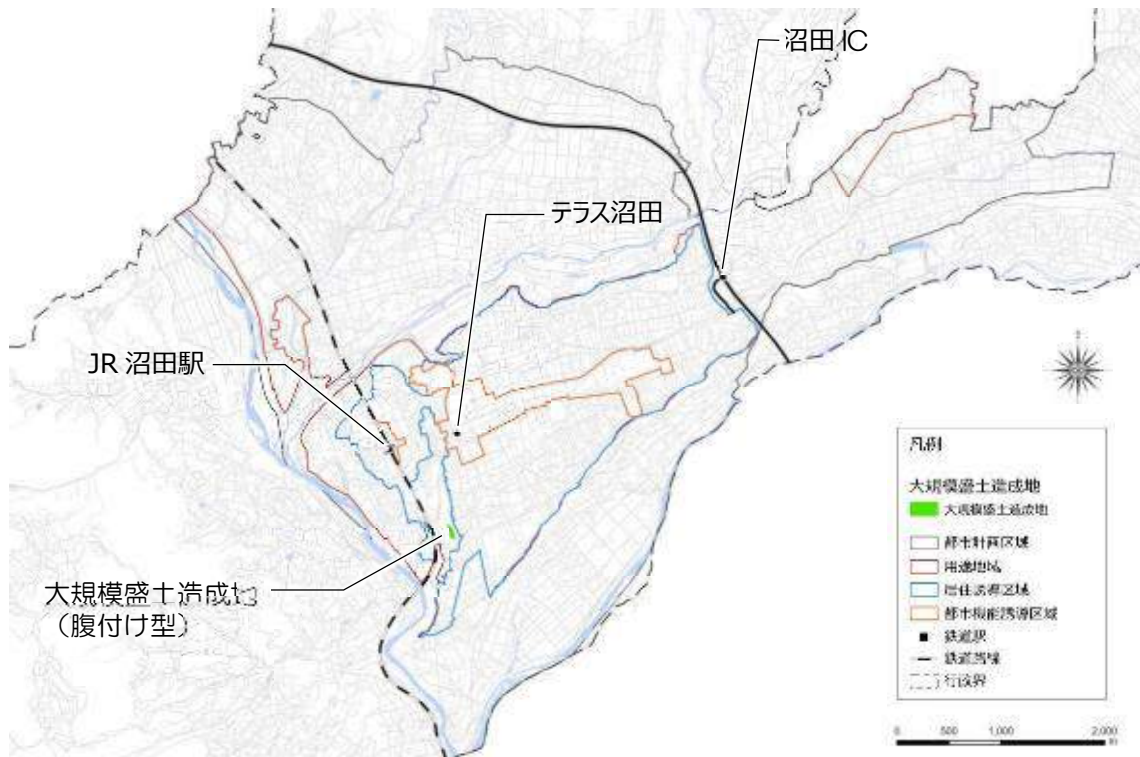 沼田 IC
テラス沼田
JR 沼田駅
大規模盛土造成地
（腹付け型）
凡例
大規模盛土造成地
大規模盛土造成地
都市計画区域
用途地域
居住誘導区域
都市機能誘導区域
鉄道駅
鉄道路線
行政界
0 500 1,000 2,000
m